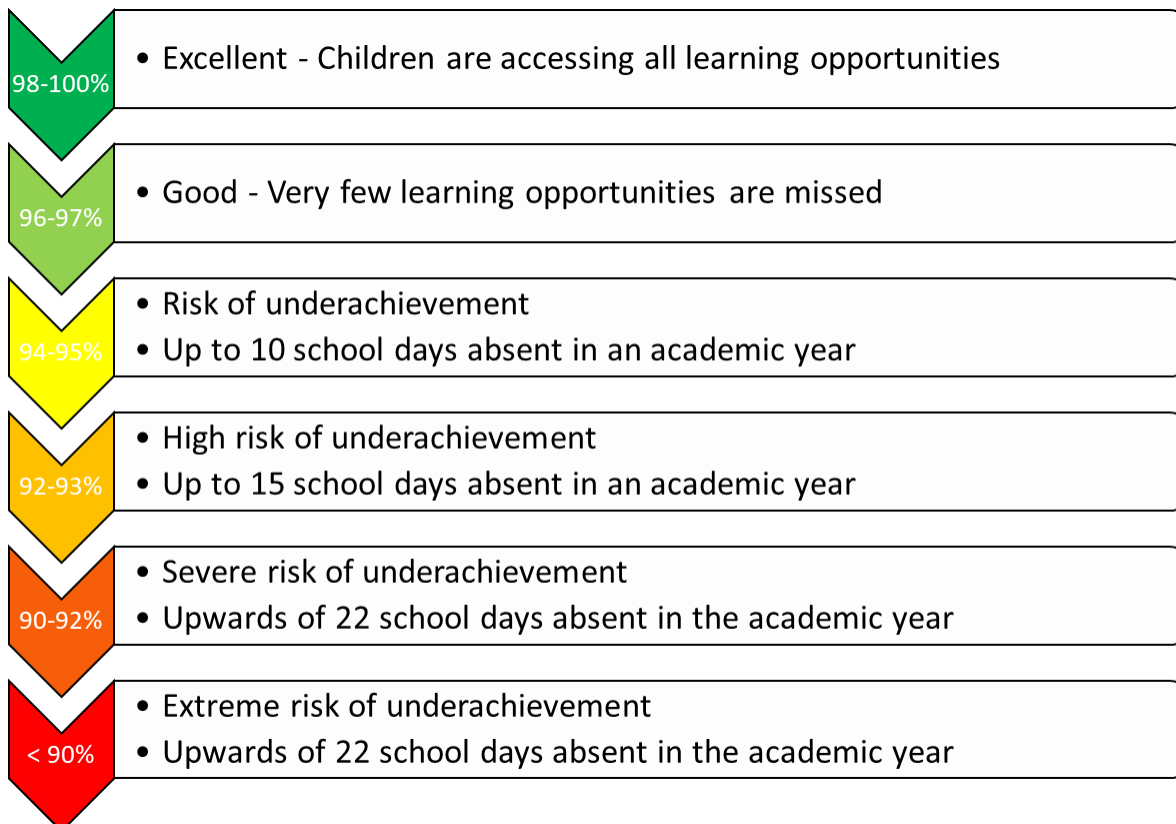 98-100%
• Excellent - Children are accessing all learning opportunities
96-97%
• Good - Very few learning opportunities are missed
94-95%
• Risk of underachievement
• Up to 10 school days absent in an academic year
92-93%
• High risk of underachievement
• Up to 15 school days absent in an academic year
90-92%
• Severe risk of underachievement
• Upwards of 22 school days absent in the academic year
< 90%
• Extreme risk of underachievement
• Upwards of 22 school days absent in the academic year